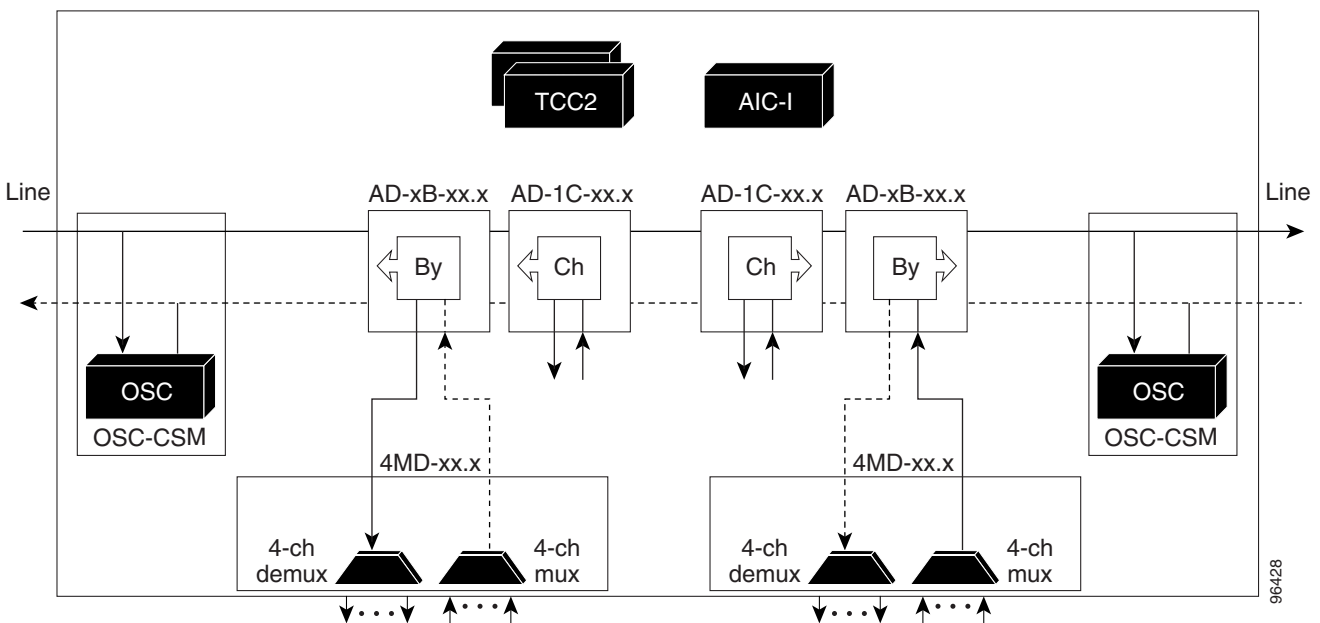 TCC2
AIC-I
Line
AD-xB-xx.x
AD-1C-xx.x
AD-1C-xx.x
AD-xB-xx.x
Line
By
Ch
Ch
By
OSC
OSC-CSM
OSC
OSC-CSM
4MD-xx.x
4MD-xx.x
4-ch
demux
4-ch
mux
4-ch
demux
4-ch
mux
96428